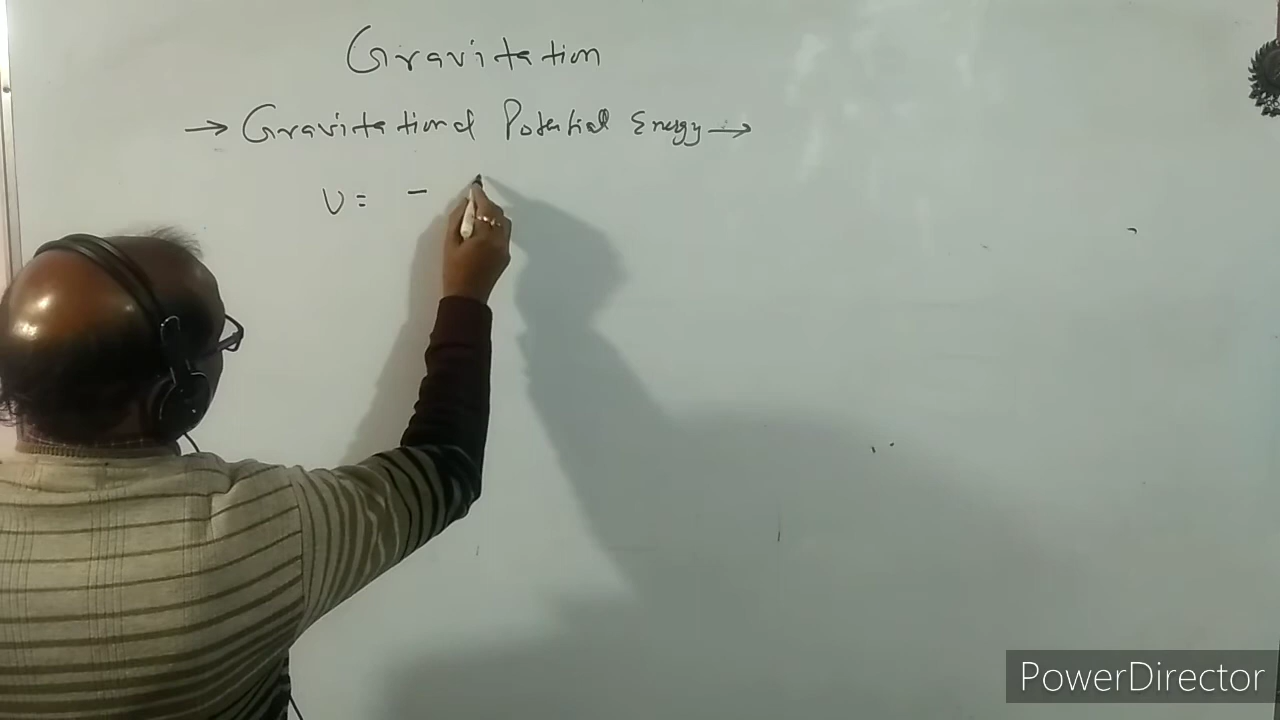 Gravitation
→ Gravitational Potential Energy →
U = -
PowerDirector